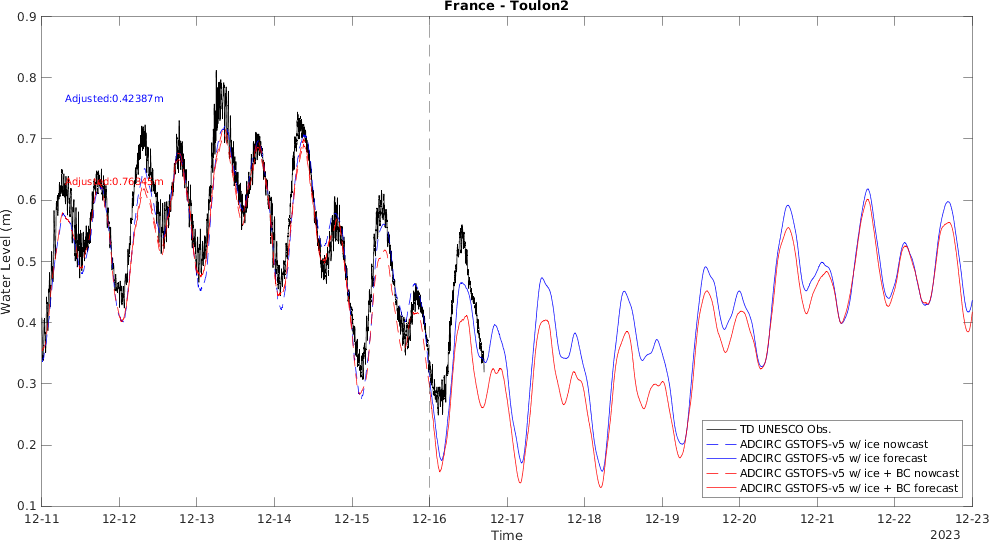 France - Toulon2
Water Level (m)
0.9
0.8
0.7
0.6
0.5
0.4
0.3
0.2
0.1
Adjusted:0.42387m
TD UNESCO Obs.
ADCIRC GSTOFS-v5 w/ ice nowcast
ADCIRC GSTOFS-v5 w/ ice forecast
ADCIRC GSTOFS-v5 w/ ice + BC nowcast
ADCIRC GSTOFS-v5 w/ ice + BC forecast
12-11 12-12 12-13 12-14 12-15 12-16 12-17 12-18 12-19 12-20 12-21 12-22 12-23
Time
2023